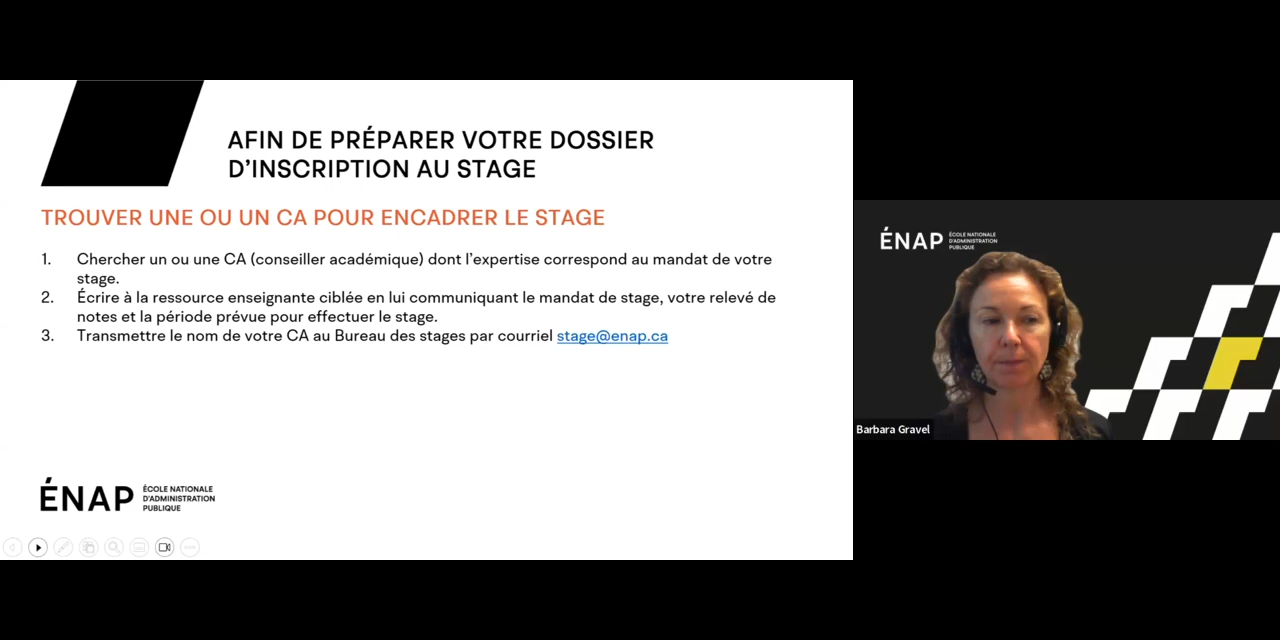 AFIN DE PRÉPARER VOTRE DOSSIER
D'INSCRIPTION AU STAGE
TROUVER UNE OU UN CA POUR ENCADRER LE STAGE
1. Chercher un ou une CA (conseiller académique) dont l'expertise correspond au mandat de votre
stage.
2. Écrire à la ressource enseignante ciblée en lui communiquant le mandat de stage, votre relevé de
notes et la période prévue pour effectuer le stage.
3. Transmettre le nom de votre CA au Bureau des stages par courriel stage@enap.ca
ÉNAP
ÉCOLE NATIONALE
D'ADMINISTRATION
PUBLIQUE
ÉNAP
ÉCOLE NATIONALE
D'ADMINISTRATION
PUBLIQUE
Barbara Gravel